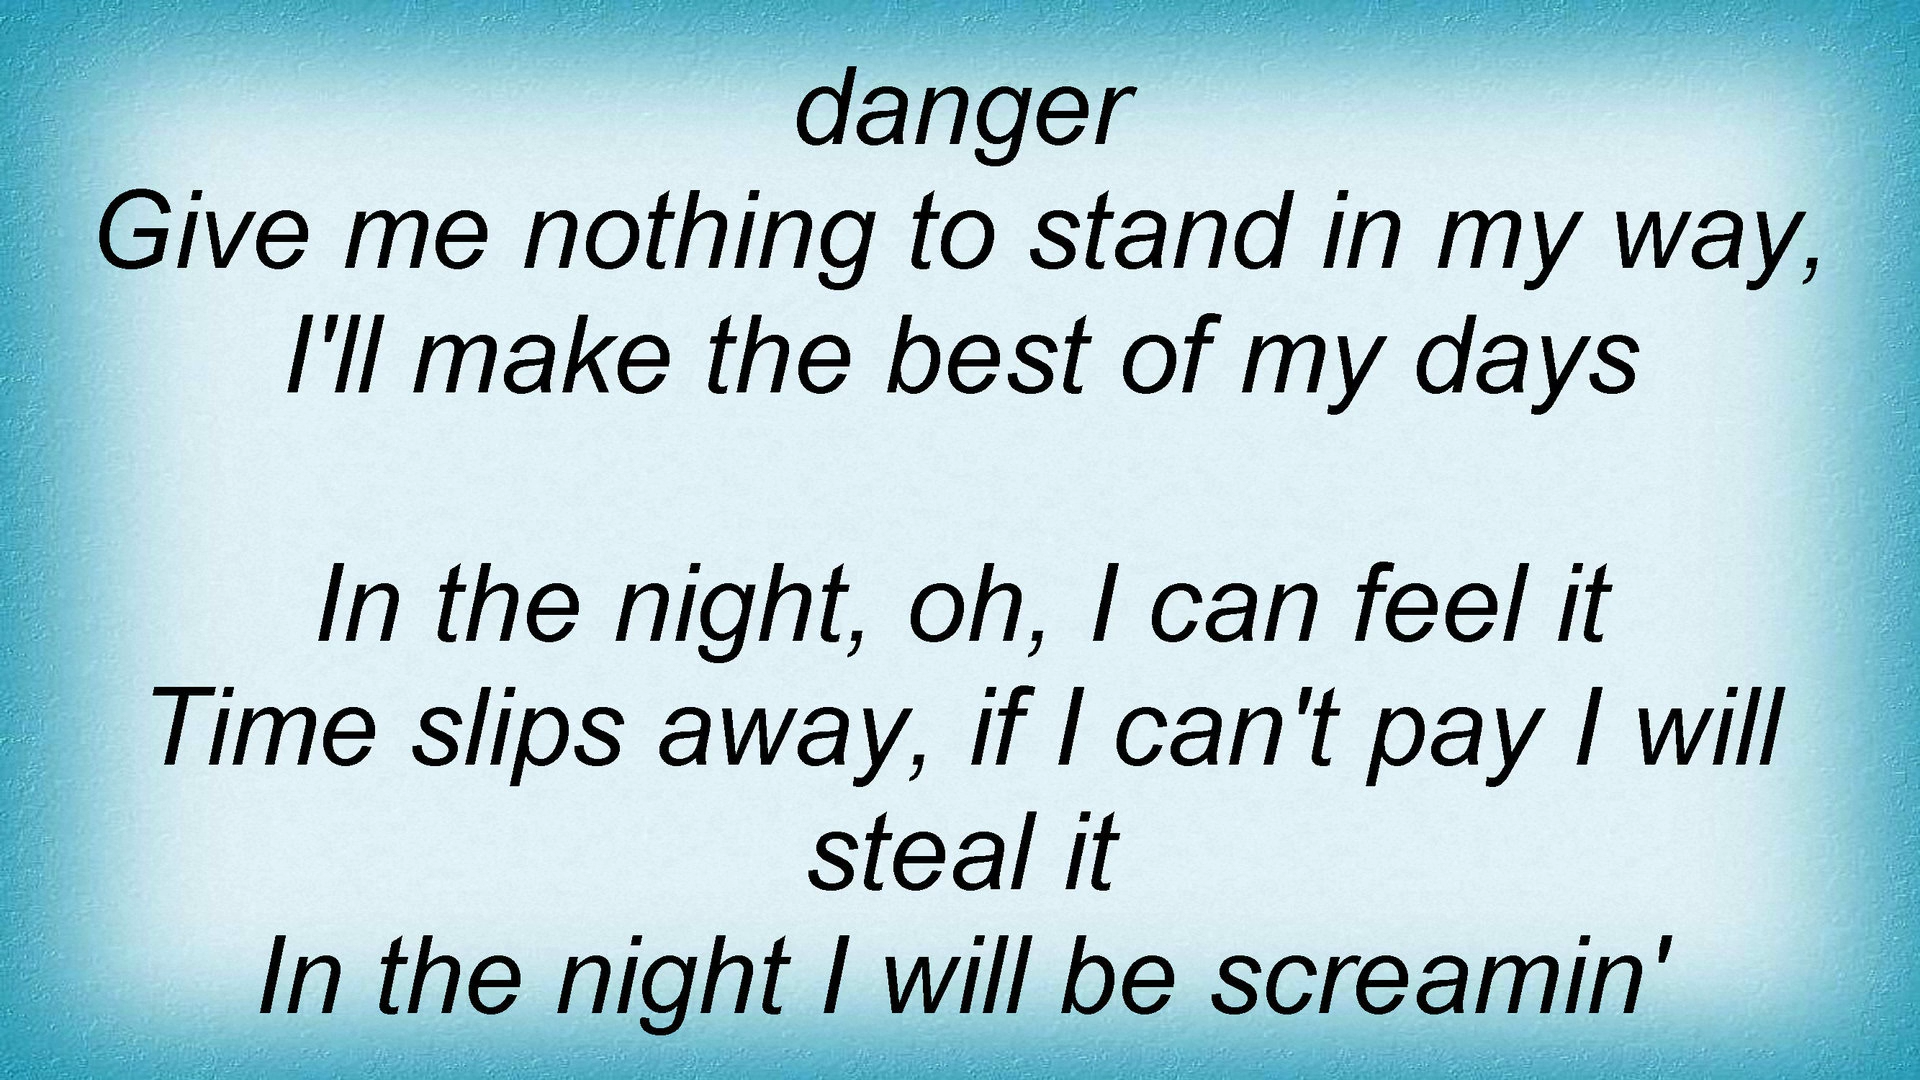 danger
Give me nothing to stand in my way,
I'll make the best of my days
In the night, oh, I can feel it
Time slips away, if I can't pay I will
steal it
In the night I will be screamin'